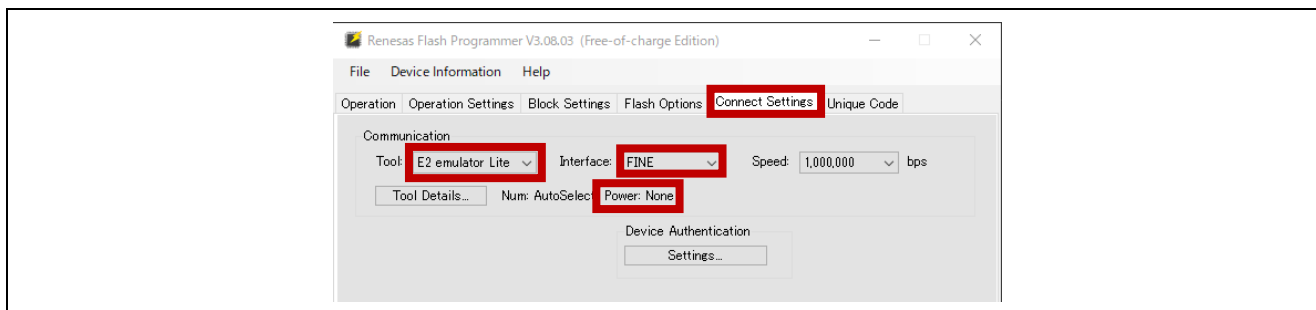 Renesas Flash Programmer V3.08.03 (Free-of-charge Edition)
File Device Information Help
Operation Operation Settings Block Settings Flash Options Connect Settings Unique Code
Communication
Tool: E2 emulator Lite Interface: FINE Speed: 1,000,000 bps
Tool Details... Num: AutoSelect Power: None
Device Authentication
Settings...